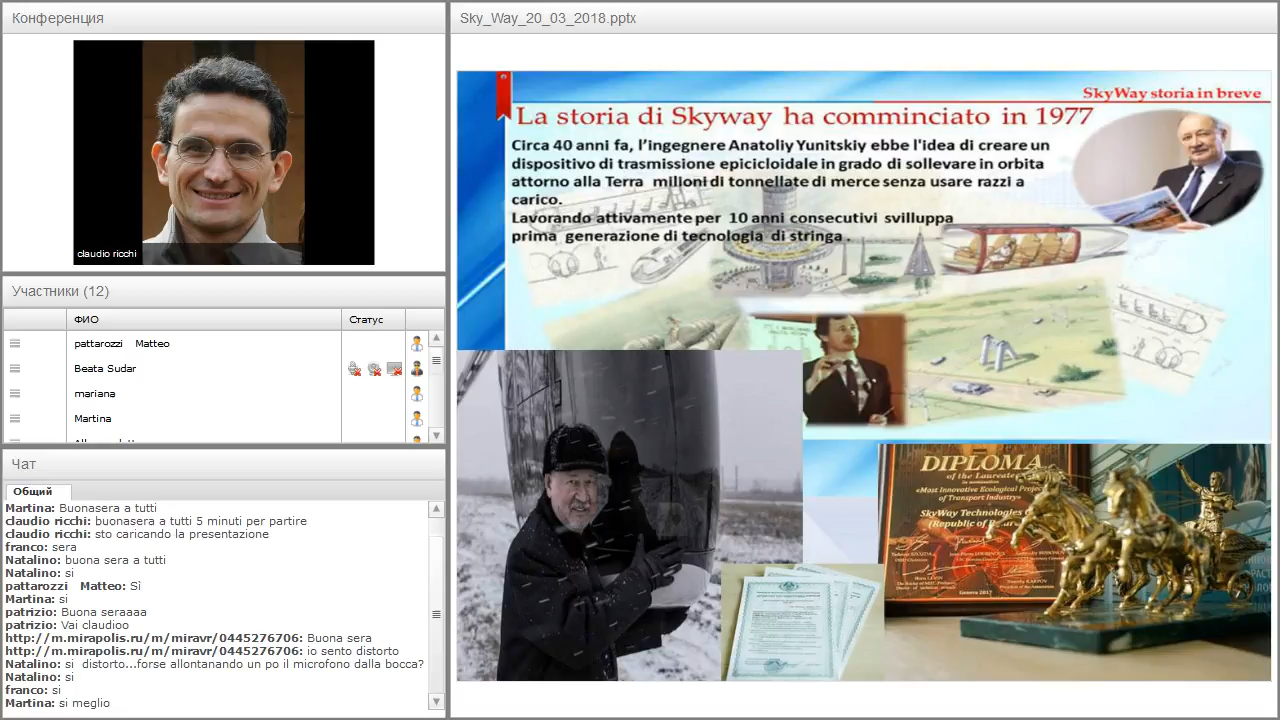 Конференция
claudio ricchi
Участники (12)
ФИО
Статус
pattarozzi Matteo
Beata Sudar
mariana
Martina
Чат
Общий
Martina: Buonasera a tutti
claudio ricchi: buonasera a tutti 5 minuti per partire
claudio ricchi: sto caricando la presentazione
franco: sera
Natalino: buona sera a tutti
Natalino: si
pattarozzi Matteo: Sì
Martina: si
patrizio: Buona seraaaa
patrizio: Vai claudioo
http://m.mirapolis.ru/m/miravr/0445276706: Buona sera
http://m.mirapolis.ru/m/miravr/0445276706: io sento distorto
Natalino: si distorto...forse allontanando un po il microfono dalla bocca?
Natalino: si
franco: si
Martina: si meglio
Sky_Way_20_03_2018.pptx
SkyWay storia in breve
La storia di Skyway ha comminciato in 1977
Circa 40 anni fa, l’ingegnere Anatoliy Yunitskiy ebbe l'idea di creare un
dispositivo di trasmissione epicicloidale in grado di sollevare in orbita
attorno alla Terra milioni di tonnellate di merce senza usare razzi a
carico.
Lavorando attivamente per 10 anni consecutivi svilluppa
prima generazione di tecnologia di stringa .
DIPLOMA
of the Laureate
in nomination
«Most Innovative Ecological Project
of Transport Industry»
SkyWay Technologies
(Republic of
Geneva 2017